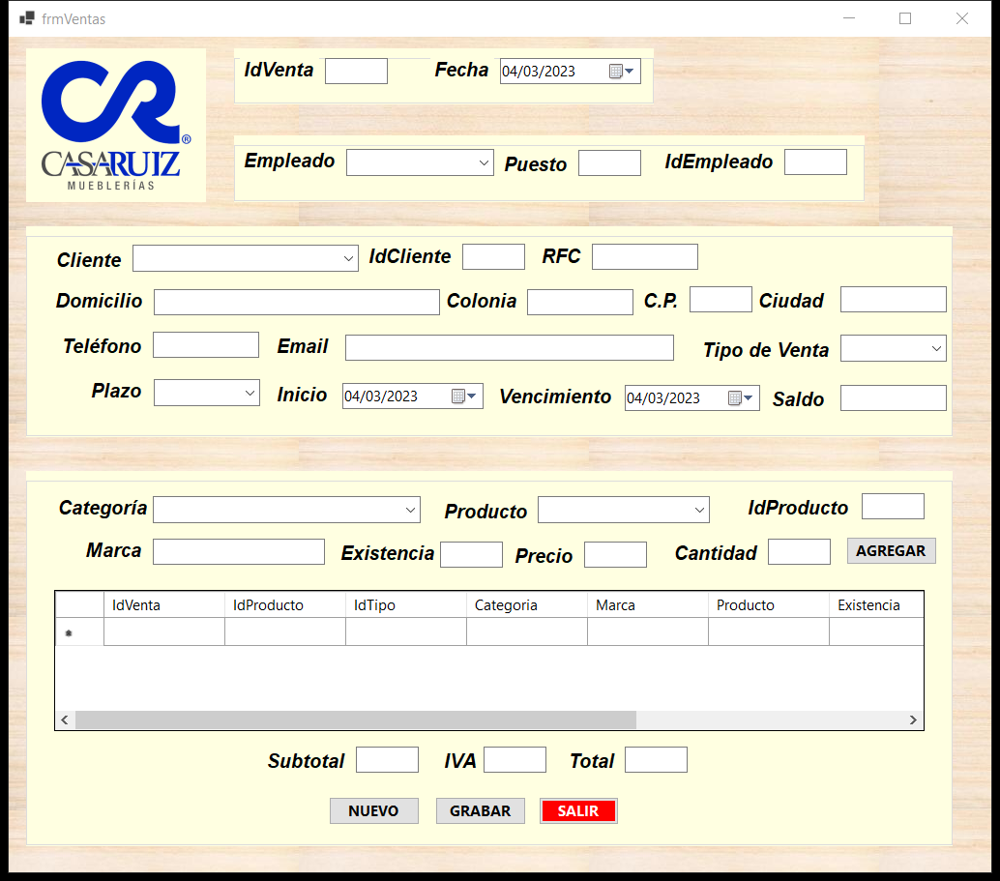 frmVentas
IdVenta Fecha 04/03/2023
CR®
CASARUIZ
MUEBLERÍAS
Empleado Puesto IdEmpleado
Cliente IdCliente RFC
Domicilio Colonia C.P. Ciudad
Teléfono Email Tipo de Venta
Plazo Inicio 04/03/2023 Vencimiento 04/03/2023 Saldo
Categoría Producto IdProducto
Marca Existencia Precio Cantidad AGREGAR
IdVenta IdProducto IdTipo Categoria Marca Producto Existencia
Subtotal IVA Total
NUEVO GRABAR SALIR